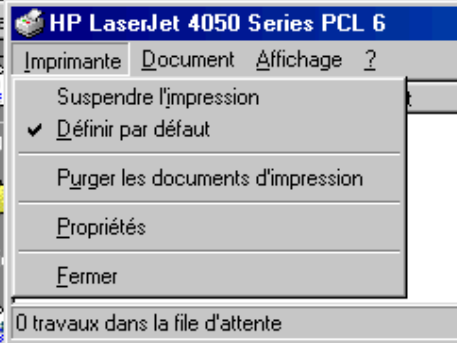 HP LaserJet 4050 Series PCL 6
Imprimante Document Affichage ?
Suspendre l'impression
Définir par défaut
Purger les documents d'impression
Propriétés
Fermer
0 travaux dans la file d'attente